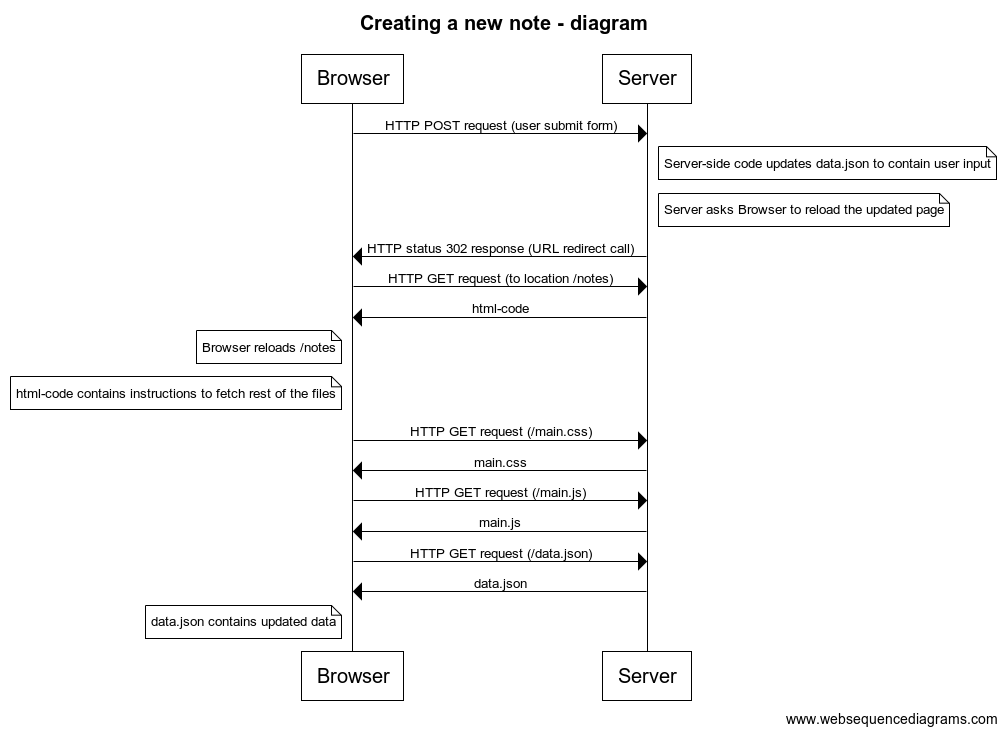 Creating a new note - diagram
Browser
Server
HTTP POST request (user submit form)
Server-side code updates data.json to contain user input
Server asks Browser to reload the updated page
HTTP status 302 response (URL redirect call)
HTTP GET request (to location /notes)
html-code
Browser reloads /notes
html-code contains instructions to fetch rest of the files
HTTP GET request (/main.css)
main.css
HTTP GET request (/main.js)
main.js
HTTP GET request (/data.json)
data.json
data.json contains updated data
Browser
Server
www.websequencediagrams.com